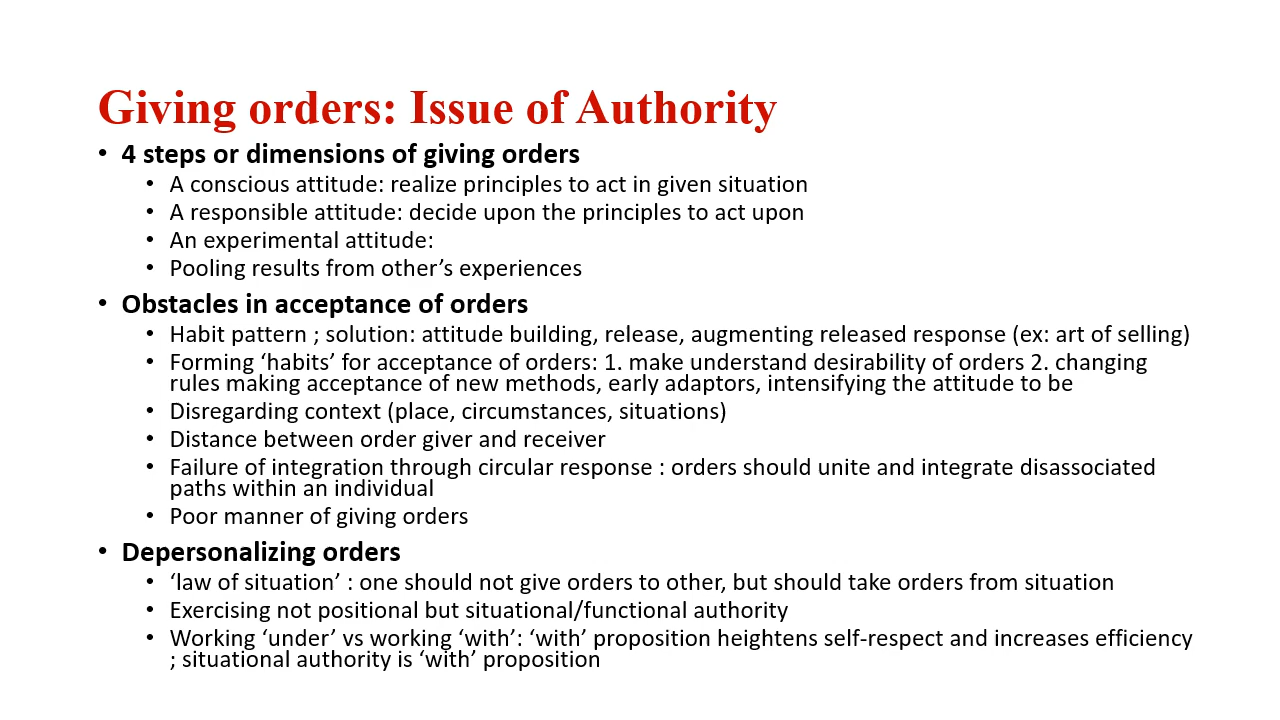 Giving orders: Issue of Authority
• 4 steps or dimensions of giving orders
• A conscious attitude: realize principles to act in given situation
• A responsible attitude: decide upon the principles to act upon
• An experimental attitude:
• Pooling results from other’s experiences
• Obstacles in acceptance of orders
• Habit pattern ; solution: attitude building, release, augmenting released response (ex: art of selling)
• Forming ‘habits’ for acceptance of orders: 1. make understand desirability of orders 2. changing
rules making acceptance of new methods, early adaptors, intensifying the attitude to be
• Disregarding context (place, circumstances, situations)
• Distance between order giver and receiver
• Failure of integration through circular response : orders should unite and integrate disassociated
paths within an individual
• Poor manner of giving orders
• Depersonalizing orders
• ‘law of situation’ : one should not give orders to other, but should take orders from situation
• Exercising not positional but situational/functional authority
• Working ‘under’ vs working ‘with’: ‘with’ proposition heightens self-respect and increases efficiency
; situational authority is ‘with’ proposition